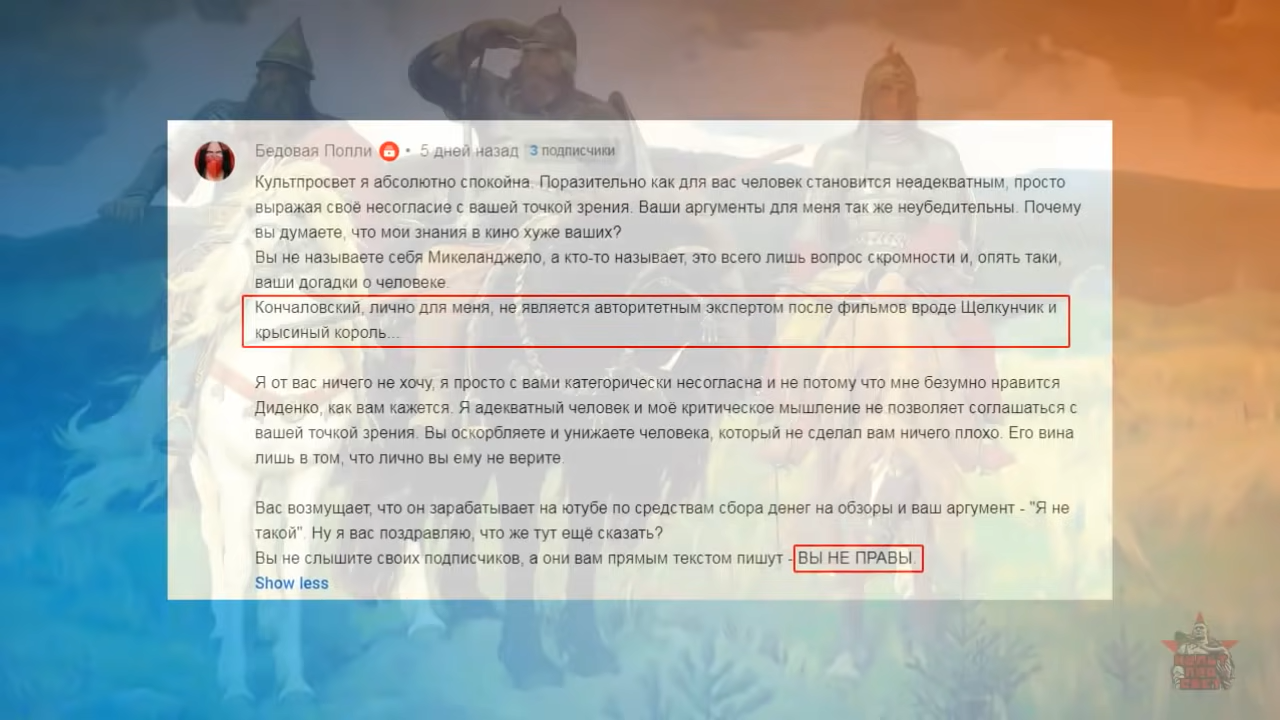 Бедовая Полли • 5 дней назад 3 подписчики
Культпросвет я абсолютно спокойна. Поразительно как для вас человек становится неадекватным, просто
выражая своё несогласие с вашей точкой зрения. Ваши аргументы для меня так же неубедительны. Почему
вы думаете, что мои знания в кино хуже ваших?
Вы не называете себя Микеланджело, а кто-то называет, это всего лишь вопрос скромности и, опять таки,
ваши догадки о человеке.
Кончаловский, лично для меня, не является авторитетным экспертом после фильмов вроде Щелкунчик и
крысиный король...
Я от вас ничего не хочу, я просто с вами категорически несогласна и не потому что мне безумно нравится
Диденко, как вам кажется. Я адекватный человек и моё критическое мышление не позволяет соглашаться с
вашей точкой зрения. Вы оскорбляете и унижаете человека, который не сделал вам ничего плохо. Его вина
лишь в том, что лично вы ему не верите.
Вас возмущает, что он зарабатывает на ютубе по средствам сбора денег на обзоры и ваш аргумент - "Я не
такой". Ну я вас поздравляю, что же тут ещё сказать?
Вы не слышите своих подписчиков, а они вам прямым текстом пишут - ВЫ НЕ ПРАВЫ.
Show less